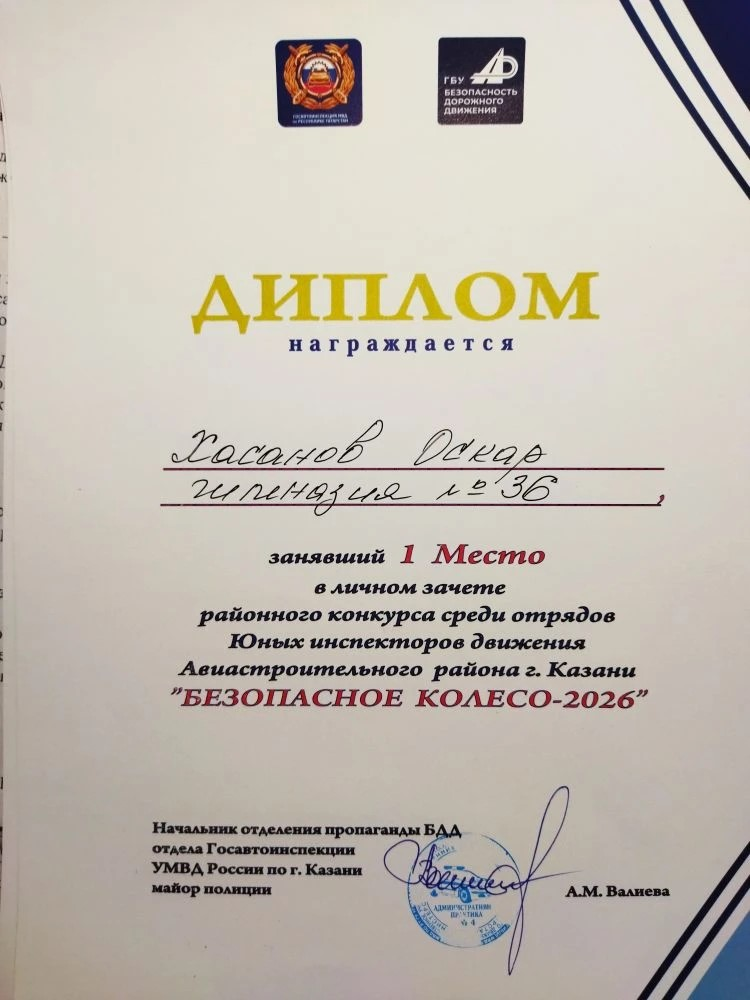 ГОСАВТОИНСПЕКЦИЯ МВД
по РЕСПУБЛИКЕ ТАТАРСТАН
ГБУ
БЕЗОПАСНОСТЬ
ДОРОЖНОГО
ДВИЖЕНИЯ
ДИПЛОМ
награждается
Хасанов Оскар
гимназия № 36,
занявший 1 Место
в личном зачете
районного конкурса среди отрядов
Юных инспекторов движения
Авиастроительного района г. Казани
"БЕЗОПАСНОЕ КОЛЕСО-2026"
Начальник отделения пропаганды БДД
отдела Госавтоинспекции
УМВД России по г. Казани
майор полиции
А.М. Валиева
АДМИНИСТРАТИВН
ПРАКТИКА
№ 4